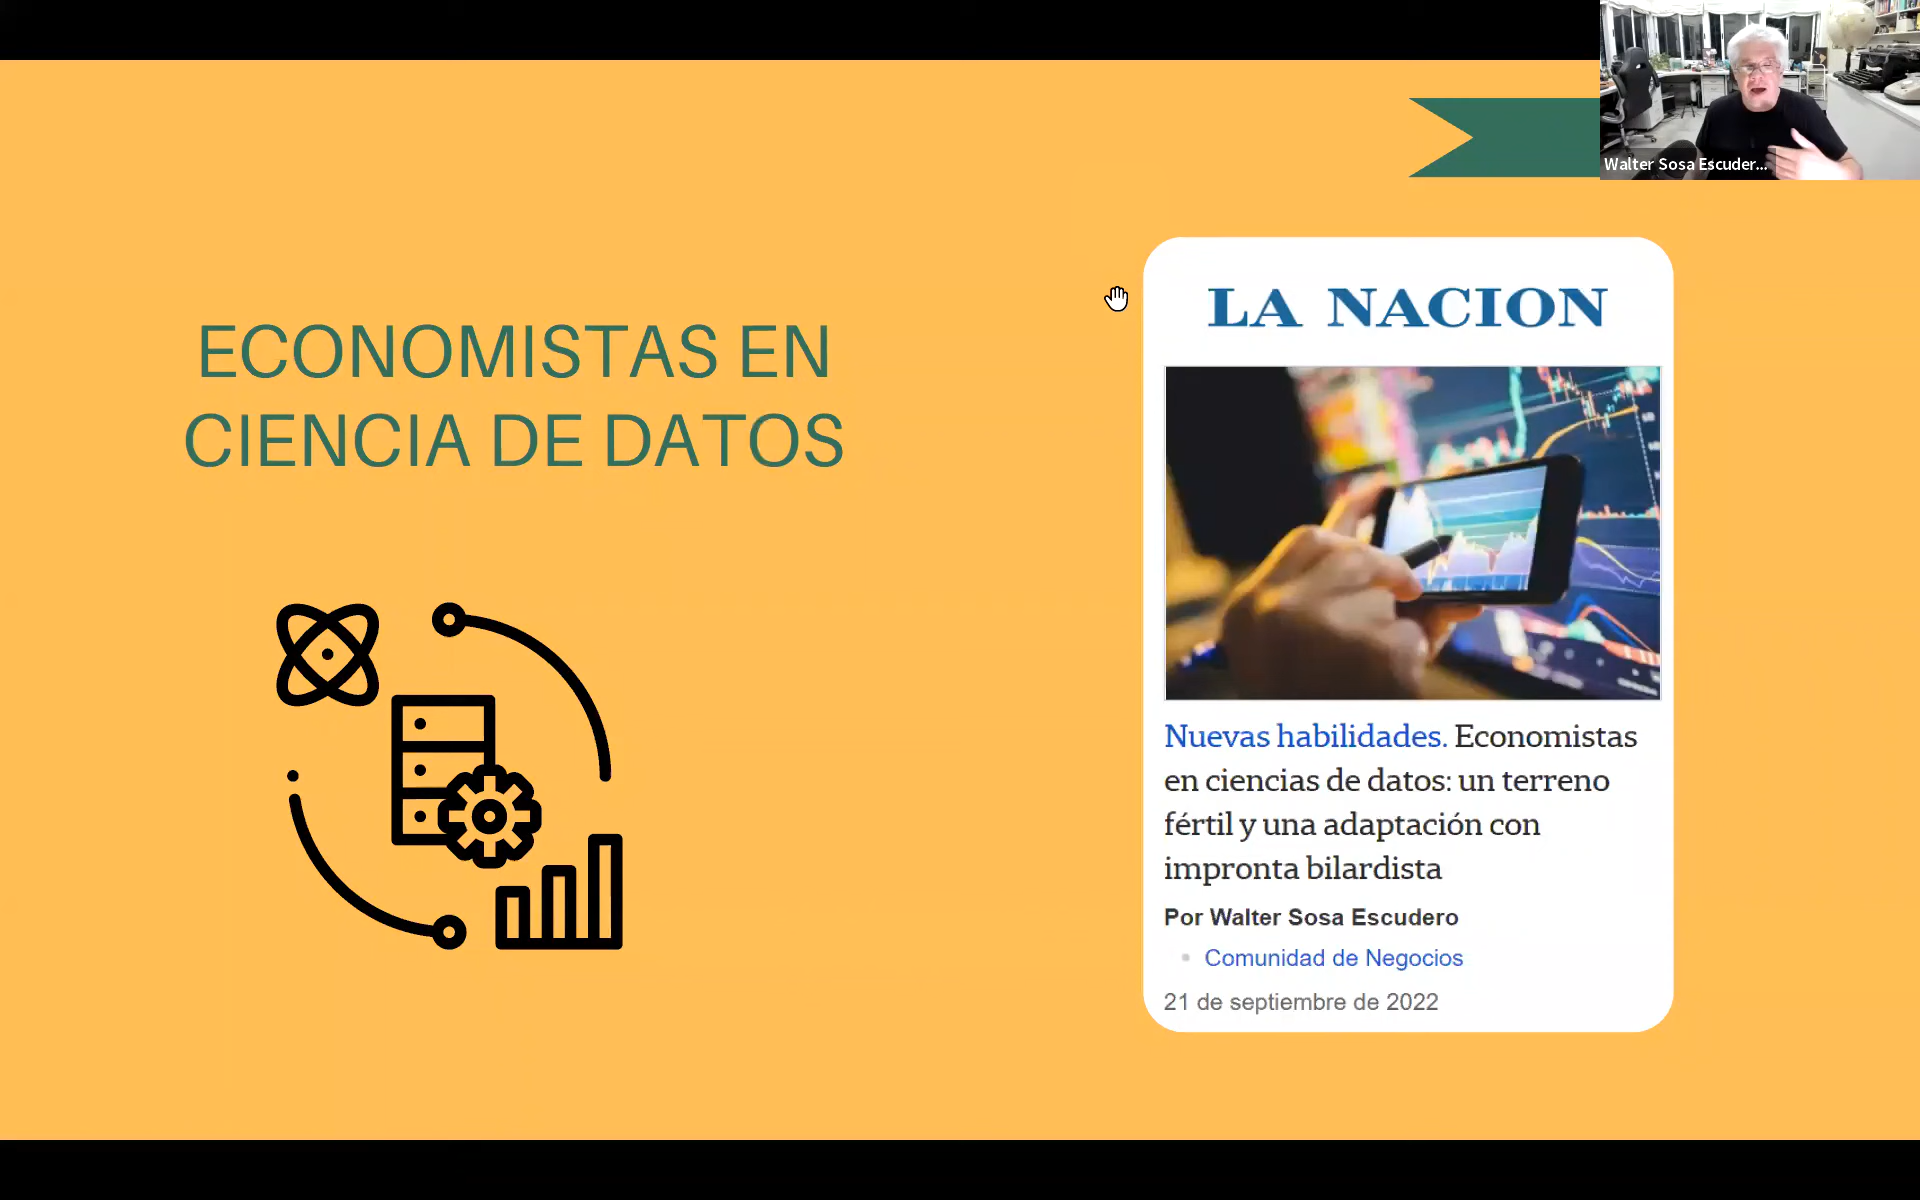 Walter Sosa Escuder...
ECONOMISTAS EN
CIENCIA DE DATOS
LA NACION
Nuevas habilidades. Economistas
en ciencias de datos: un terreno
fértil y una adaptación con
impronta bilardista
Por Walter Sosa Escudero
Comunidad de Negocios
21 de septiembre de 2022